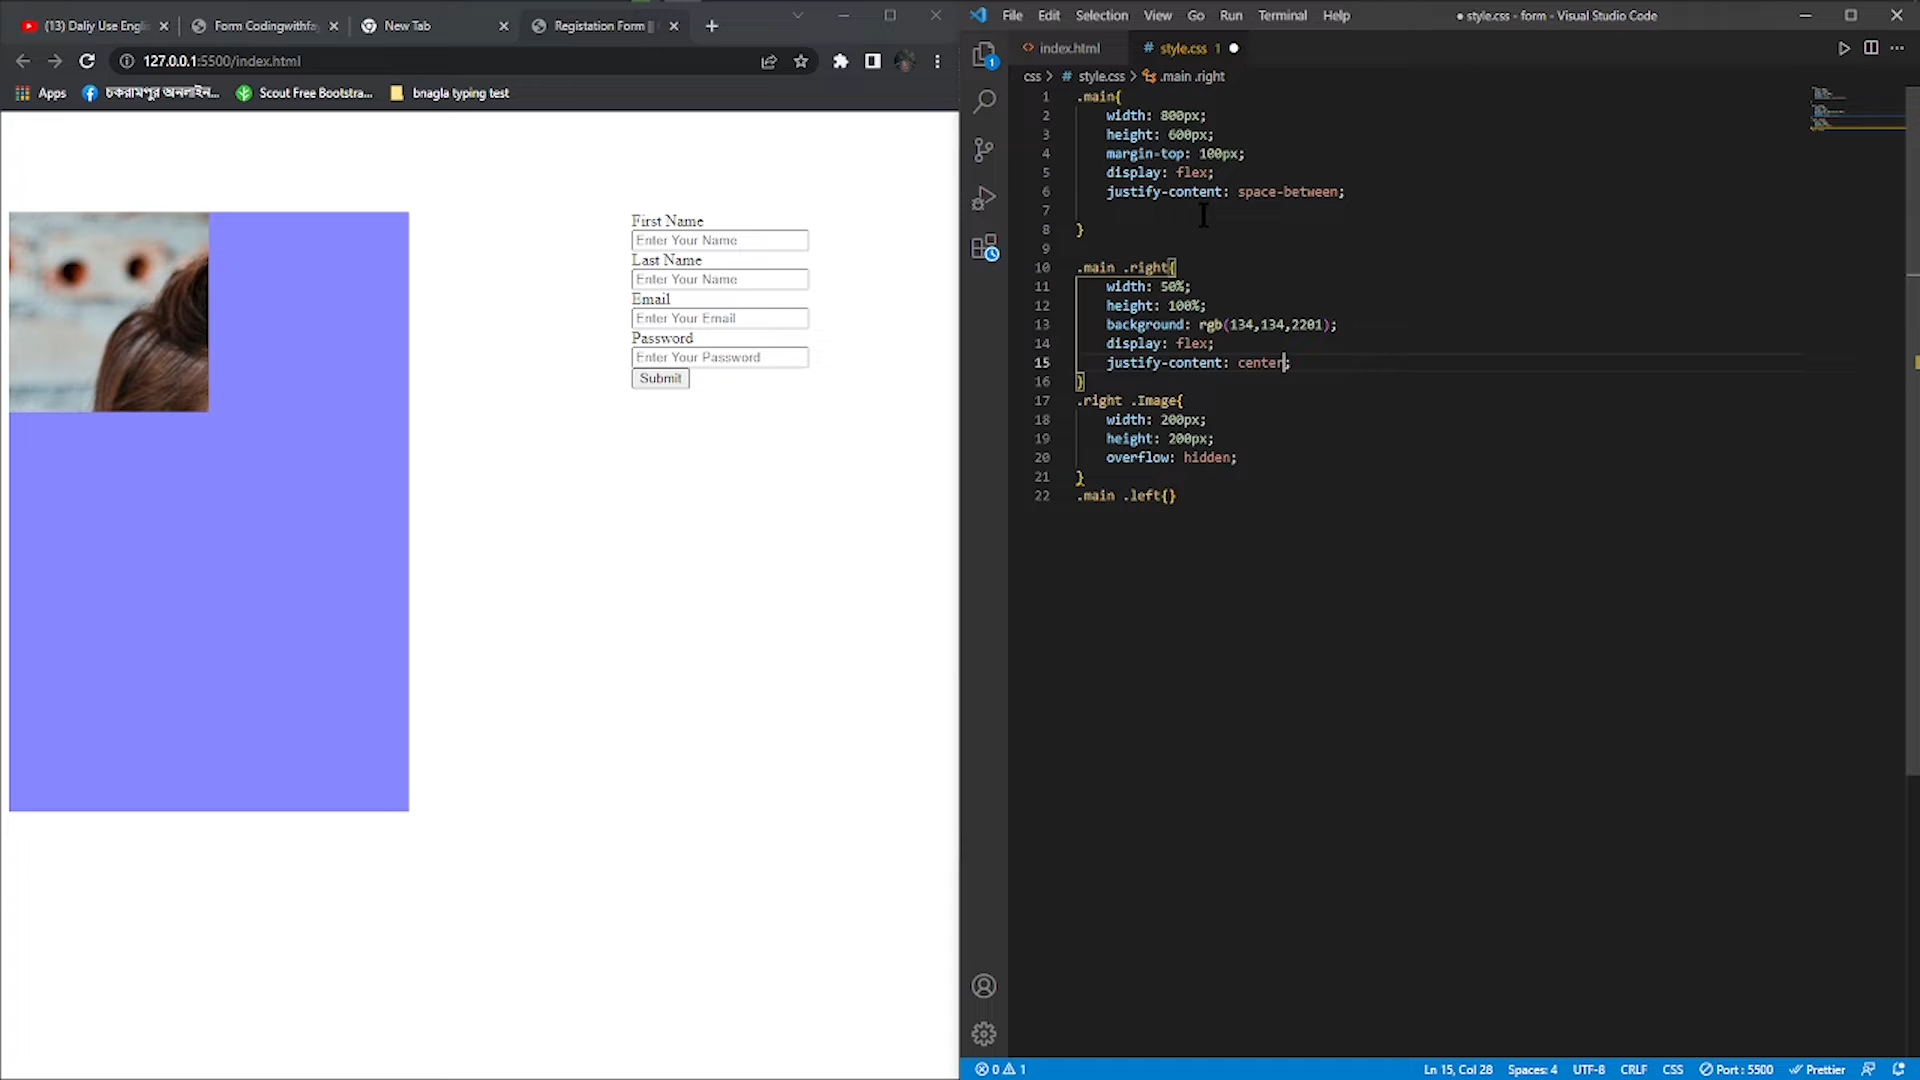 (13) Daliy Use Englis
Form Codingwithfa
New Tab
Registation Form ||
127.0.0.1:5500/index.html
Apps
চকরামপুর অনলাইন...
Scout Free Bootstra...
bnagla typing test
First Name
Enter Your Name
Last Name
Enter Your Name
Email
Enter Your Email
Password
Enter Your Password
Submit
File Edit Selection View Go Run Terminal Help
● style.css - form - Visual Studio Code
index.html
# style.css 1 ●
css > # style.css > .main .right
1 .main{
2 width: 800px;
3 height: 600px;
4 margin-top: 100px;
5 display: flex;
6 justify-content: space-between;
7
8 }
9
10 .main .right{
11 width: 50%;
12 height: 100%;
13 background: rgb(134,134,2201);
14 display: flex;
15 justify-content: center;
16 }
17 .right .Image{
18 width: 200px;
19 height: 200px;
20 overflow: hidden;
21 }
22 .main .left{}
1
0 1
Ln 15, Col 28 Spaces: 4 UTF-8 CRLF CSS Port : 5500 Prettier